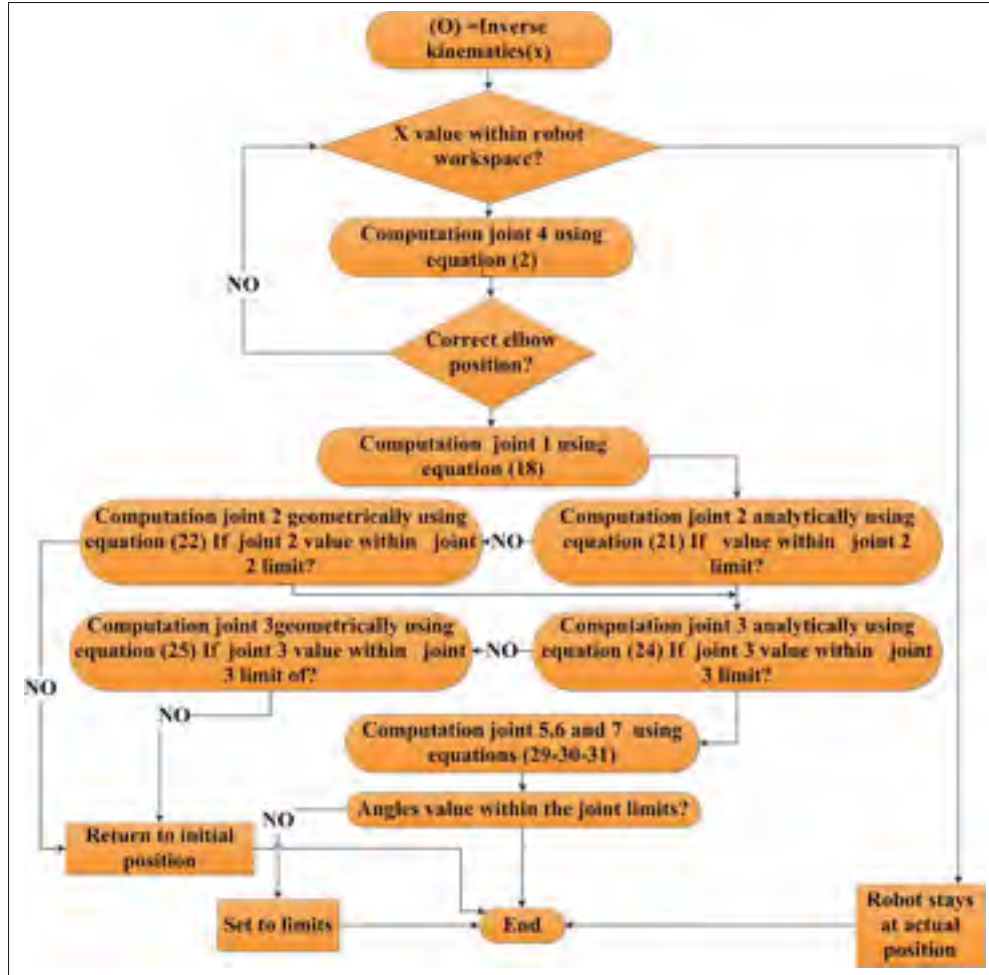 (O) =Inverse
kinematics(x)
X value within robot
workspace?
Computation joint 4 using
equation (2)
NO
Correct elbow
position?
Computation joint 1 using
equation (18)
Computation joint 2 geometrically using
equation (22) If joint 2 value within joint
2 limit?
NO
Computation joint 2 analytically using
equation (21) If value within joint 2
limit?
Computation joint 3geometrically using
equation (25) If joint 3 value within joint
3 limit of?
NO
Computation joint 3 analytically using
equation (24) If joint 3 value within joint
3 limit?
NO
NO
Computation joint 5,6 and 7 using
equations (29-30-31)
Angles value within the joint limits?
NO
Return to initial
position
Set to limits
End
Robot stays
at actual
position